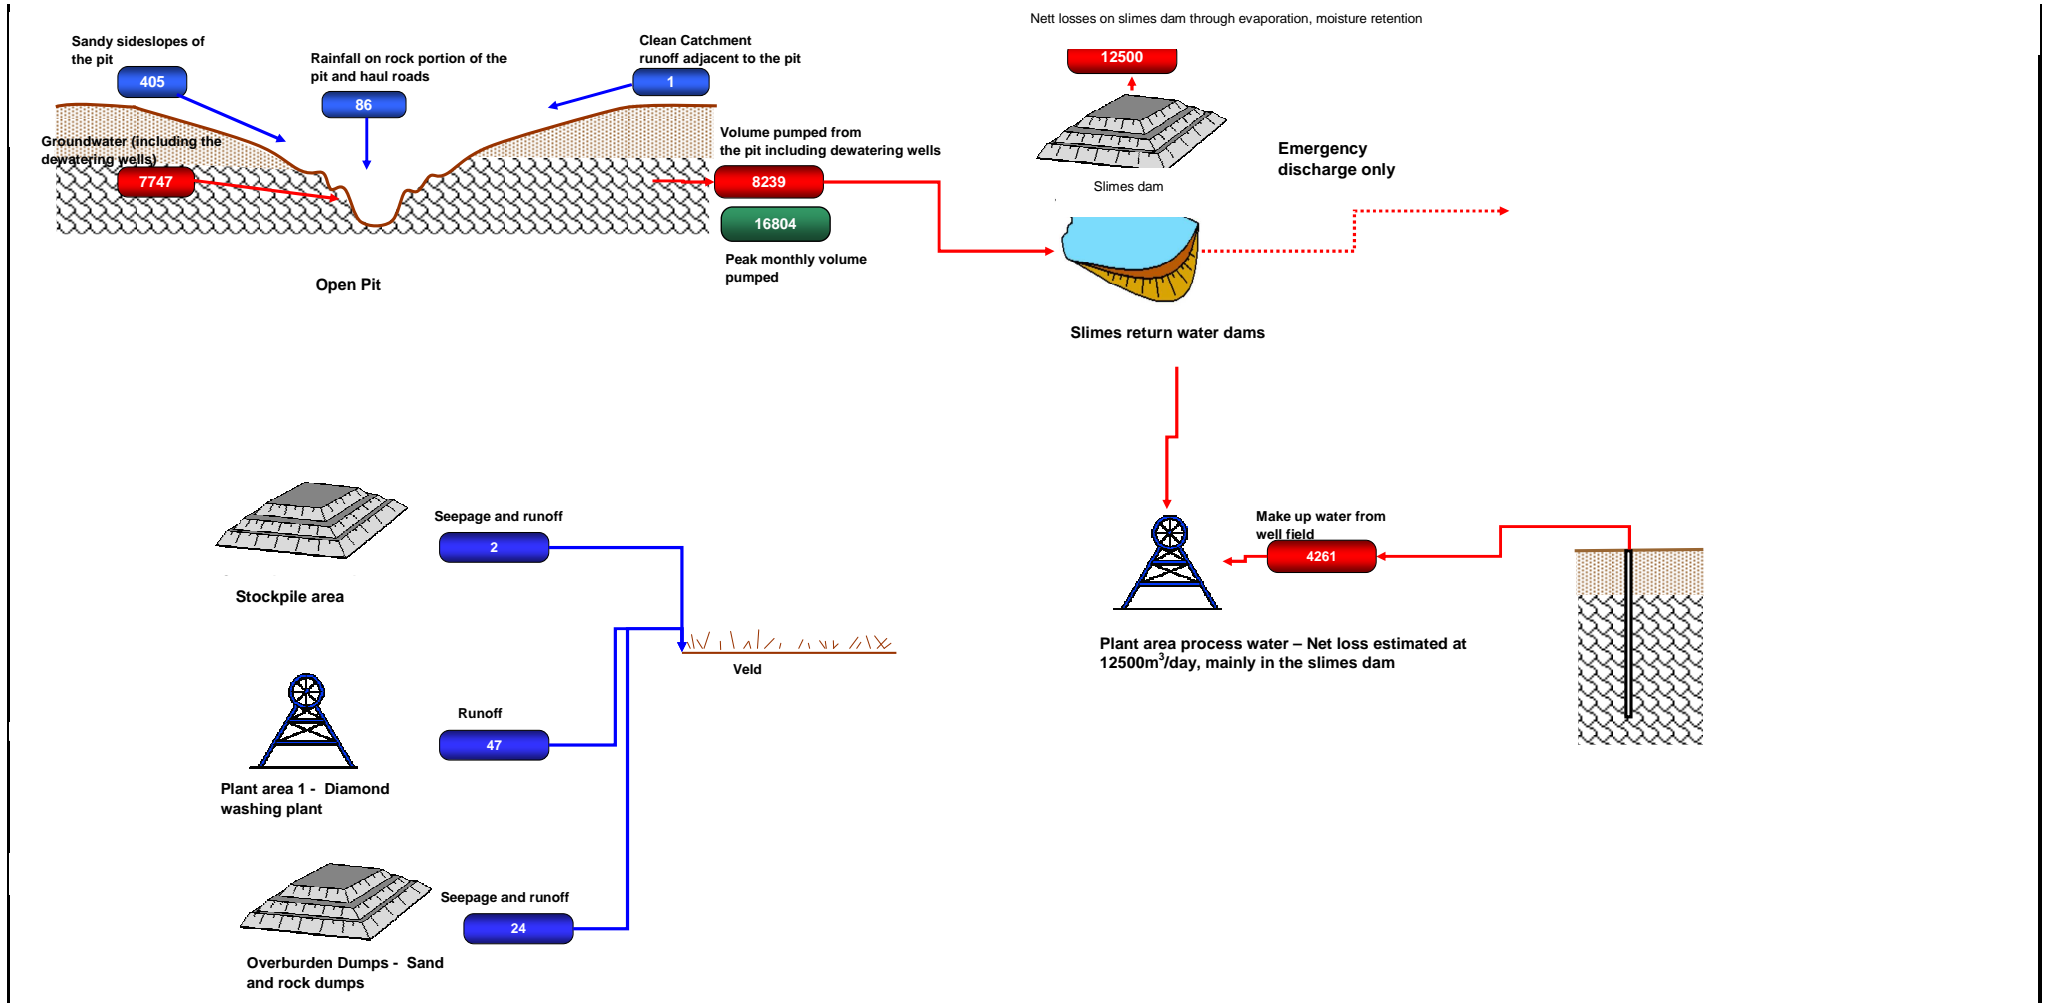 Nett losses on slimes dam through evaporation, moisture retention
12500
Sandy sideslopes of
the pit
405
Rainfall on rock portion of the
pit and haul roads
86
Clean Catchment
runoff adjacent to the pit
1
Groundwater (including the
dewatering wells)
7747
Volume pumped from
the pit including dewatering wells
8239
16804
Peak monthly volume
pumped
Open Pit
Slimes dam
Emergency
discharge only
Slimes return water dams
Stockpile area
Seepage and runoff
2
Make up water from
well field
4261
Plant area process water – Net loss estimated at
12500m³/day, mainly in the slimes dam
Veld
Runoff
47
Plant area 1 - Diamond
washing plant
Seepage and runoff
24
Overburden Dumps - Sand
and rock dumps